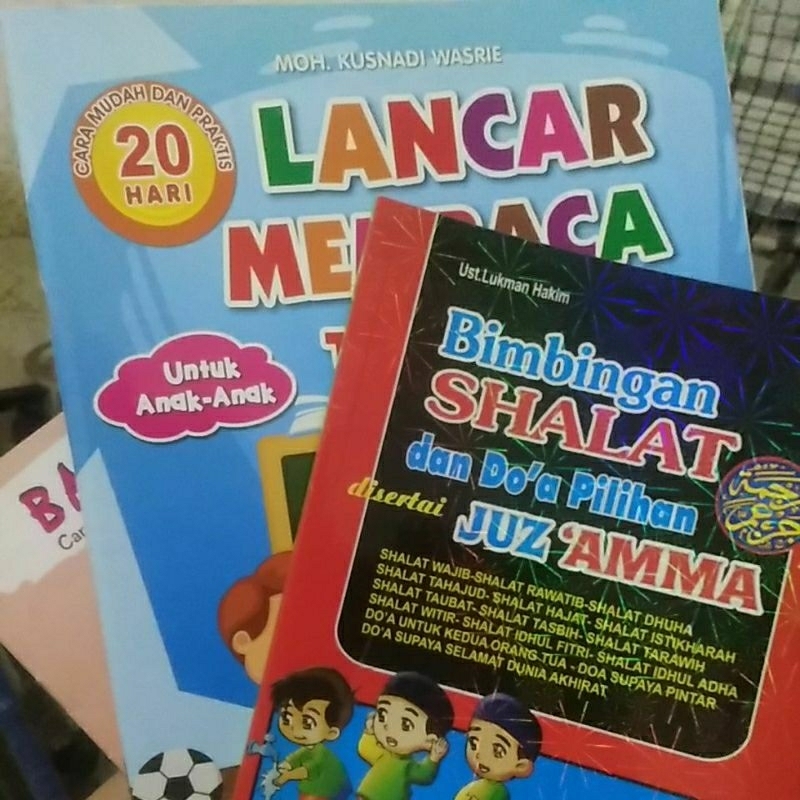 MOH. KUSNADI WASRIE
CARA MUDAH DAN PRAKTIS
20
HARI
LANCAR
Untuk
Anak-Anak
Ust.Lukman Hakim
Bimbingan
SHALAT
dan Do'a Pilihan
disertai
JUZ 'AMMA
SHALAT WAJIB-SHALAT RAWATIB-SHALAT DHUHA
SHALAT TAHAJUD- SHALAT HAJAT- SHALAT ISTIKHARAH
SHALAT TAUBAT- SHALAT TASBIH- SHALAT TARAWIH
SHALAT WITIR- SHALAT IDHUL FITRI- SHALAT IDHUL ADHA
DO'A UNTUK KEDUA ORANG TUA - DOA SUPAYA PINTAR
DO'A SUPAYA SELAMAT DUNIA AKHIRAT